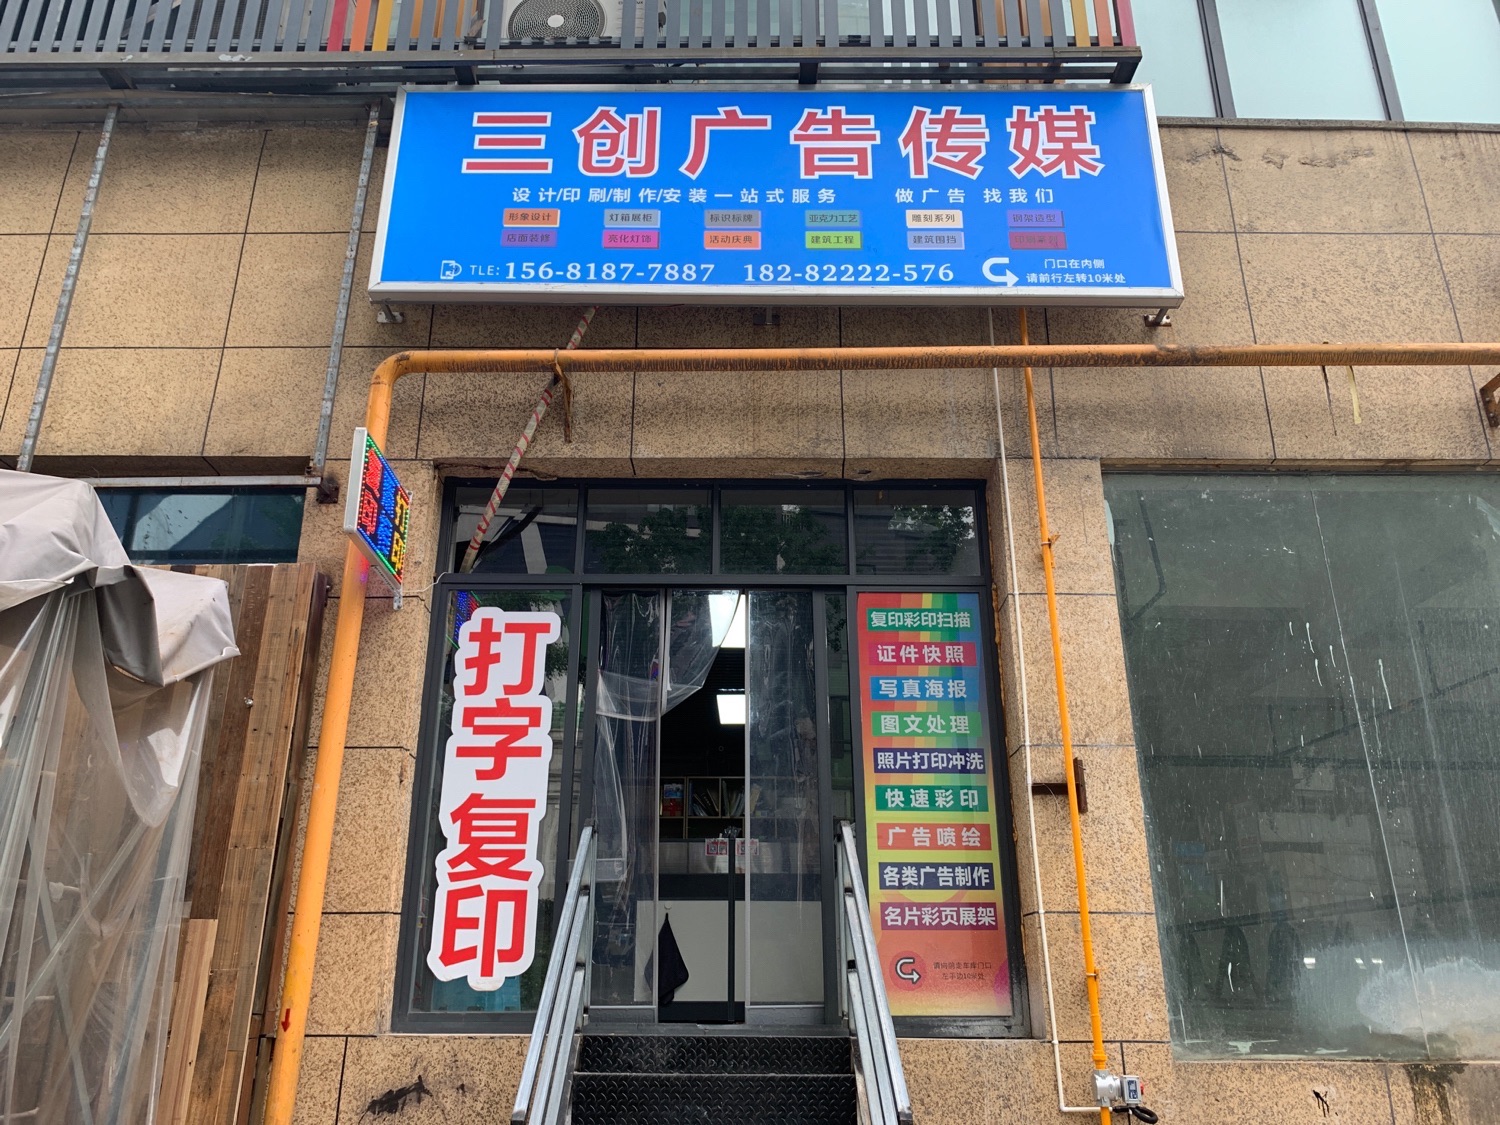 三创广告传媒
设计/印刷/制作/安装一站式服务 做广告 找我们
形象设计 灯箱展柜 标识标牌 亚克力工艺 雕刻系列 钢架造型
店面装修 亮化灯饰 活动庆典 建筑工程 建筑围挡
TLE: 156-8187-7887 182-82222-576
门口在内侧
请前行左转10米处
打字复印
复印彩印扫描
证件快照
写真海报
图文处理
照片打印冲洗
快速彩印
广告喷绘
各类广告制作
名片彩页展架